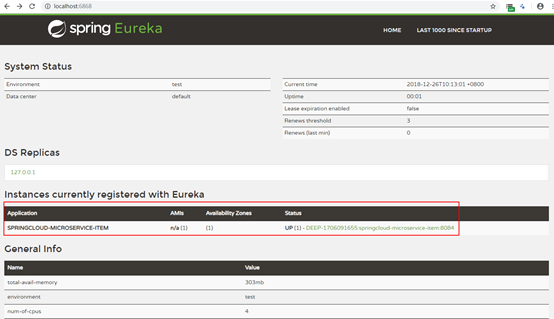 localhost:6868
spring Eureka
HOME LAST 1000 SINCE STARTUP
System Status
Environment test Current time 2018-12-26T10:13:01 +0800
Data center default Uptime 00:01
Lease expiration enabled false
Renews threshold 3
Renews (last min) 0
DS Replicas
127.0.0.1
Instances currently registered with Eureka
Application AMIs Availability Zones Status
SPRINGCLOUD-MICROSERVICE-ITEM n/a (1) (1) UP (1) - DEEP-1706091655:springcloud-microservice-item:8084
General Info
Name Value
total-avail-memory 303mb
environment test
num-of-cpus 4